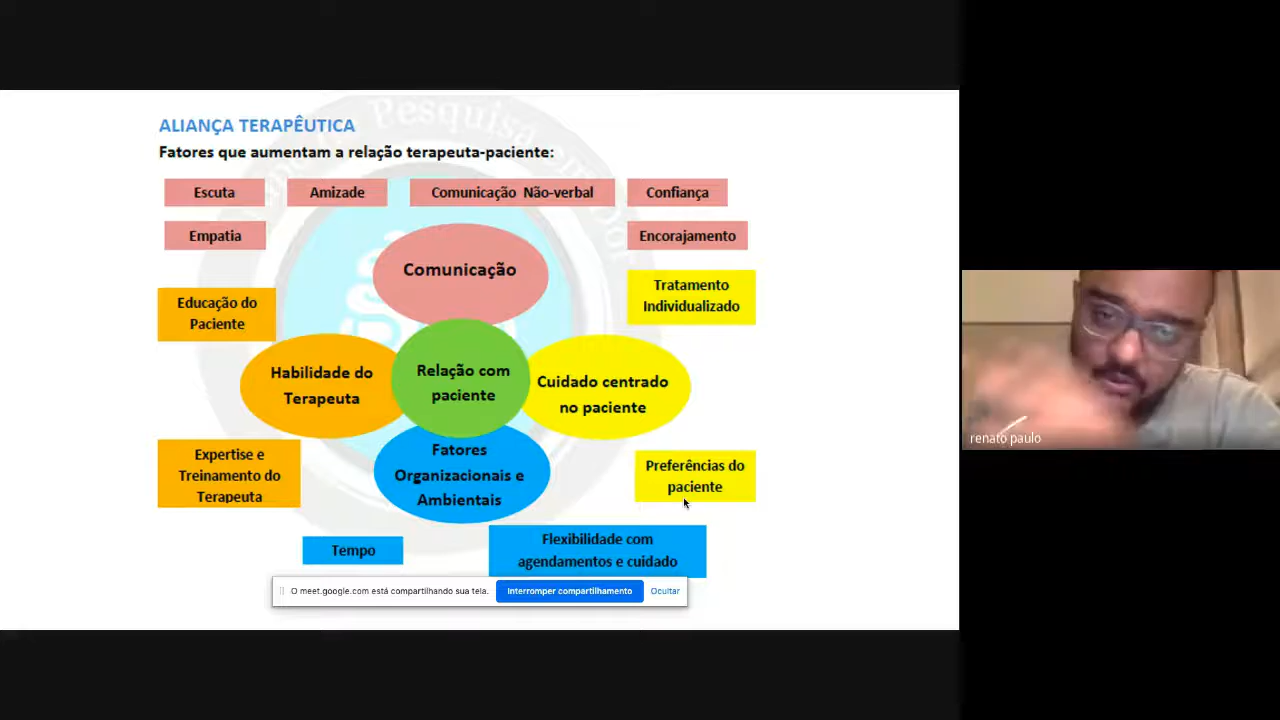 Pesquisa em Dor
ALIANÇA TERAPÊUTICA
Fatores que aumentam a relação terapeuta-paciente:
Escuta
Amizade
Comunicação Não-verbal
Confiança
Empatia
Encorajamento
Comunicação
Tratamento
Individualizado
Educação do
Paciente
Habilidade do
Terapeuta
Relação com
paciente
Cuidado centrado
no paciente
Fatores
Organizacionais e
Ambientais
Expertise e
Treinamento do
Terapeuta
Preferências do
paciente
Tempo
Flexibilidade com
agendamentos e cuidado
O meet.google.com está compartilhando sua tela.
Interromper compartilhamento
Ocultar
renato paulo